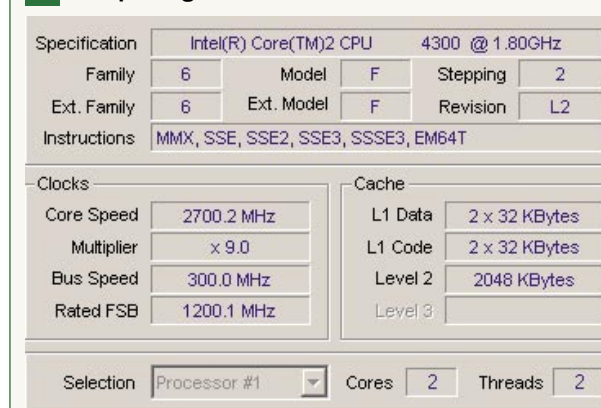 Specification Intel(R) Core(TM)2 CPU 4300 @ 1.80GHz
Family 6 Model F Stepping 2
Ext. Family 6 Ext. Model F Revision L2
Instructions MMX, SSE, SSE2, SSE3, SSSE3, EM64T
Clocks Cache
Core Speed 2700.2 MHz L1 Data 2 x 32 KBytes
Multiplier x 9.0 L1 Code 2 x 32 KBytes
Bus Speed 300.0 MHz Level 2 2048 KBytes
Rated FSB 1200.1 MHz Level 3
Selection Processor #1 Cores 2 Threads 2